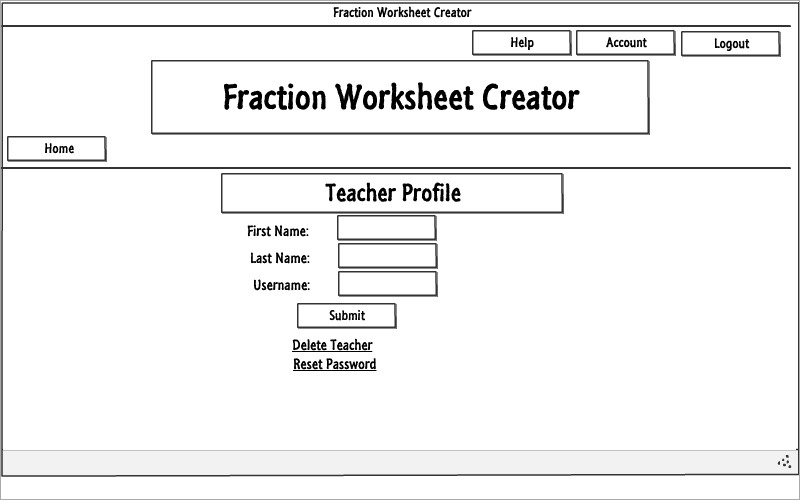 Fraction Worksheet Creator
Help Account Logout
Fraction Worksheet Creator
Home
Teacher Profile
First Name:
Last Name:
Username:
Submit
Delete Teacher
Reset Password